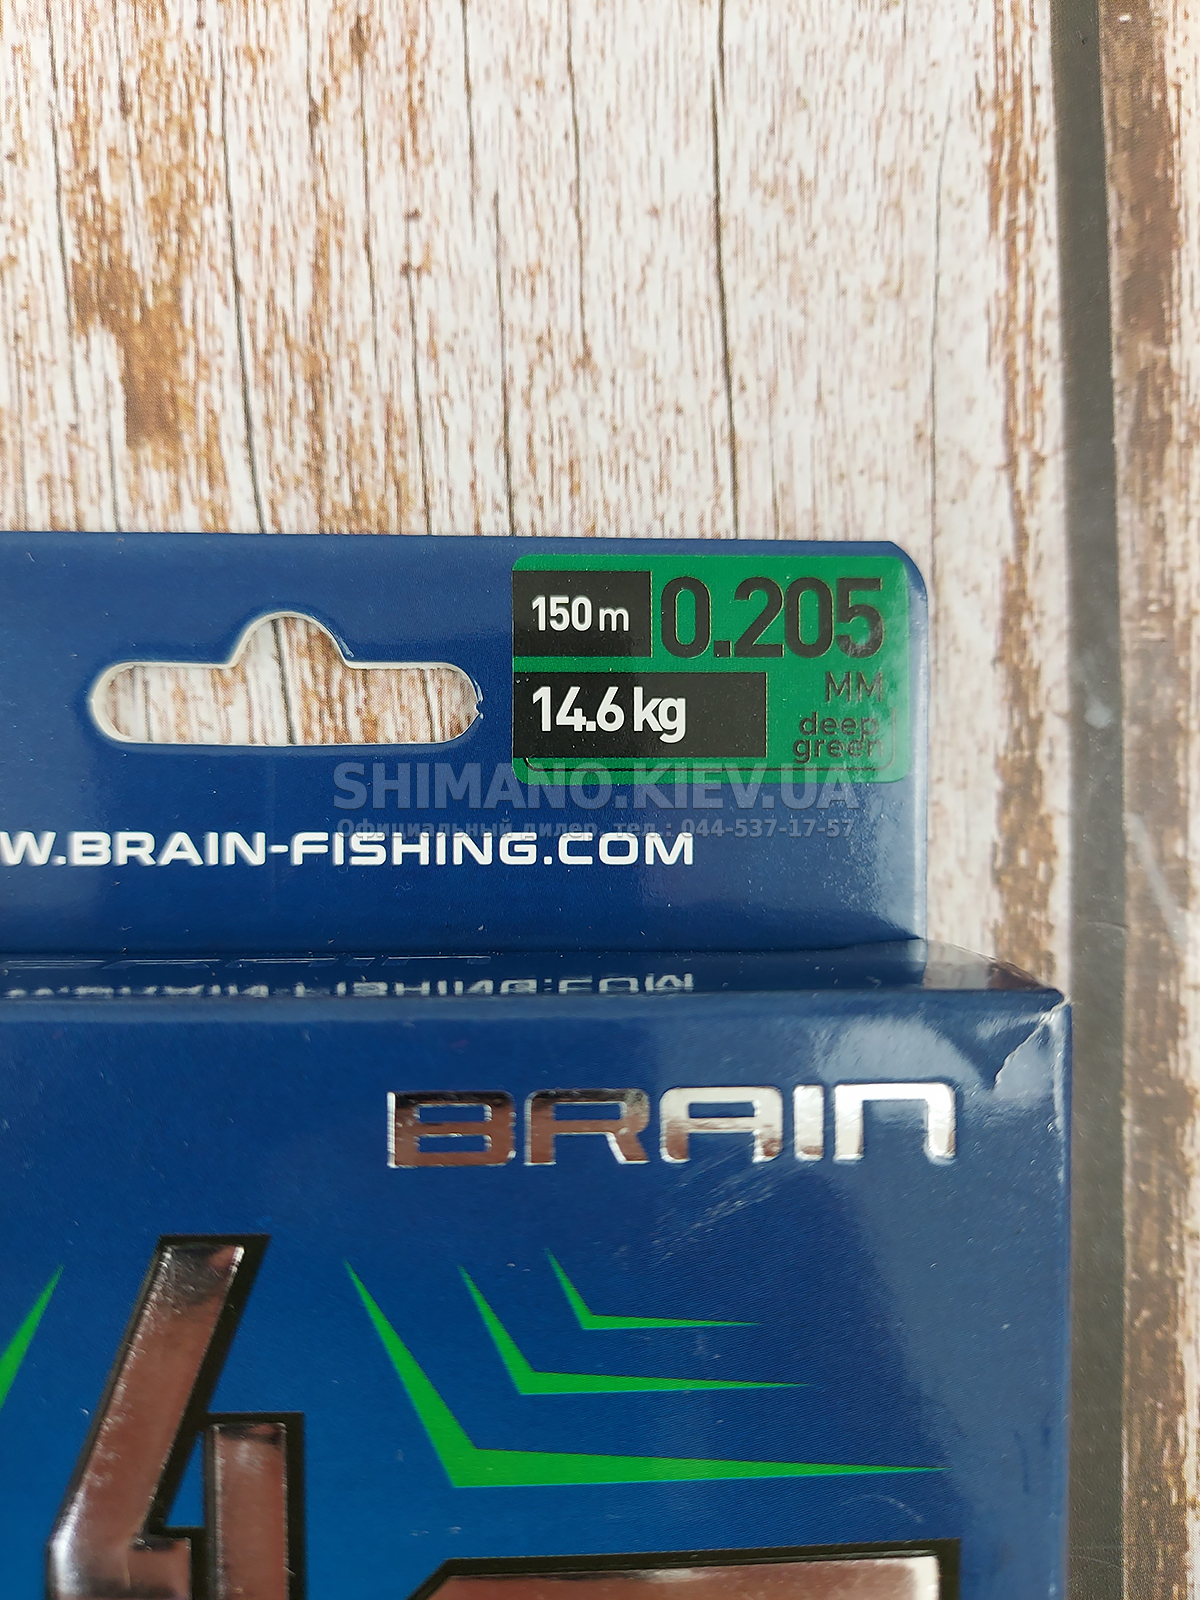 150 m 0.205
MM
14.6 kg
deep
green
SHIMANO.KIEV.UA
Официальный дилер. тел.: 044-537-17-57
W.BRAIN-FISHING.COM
BRAIN
4